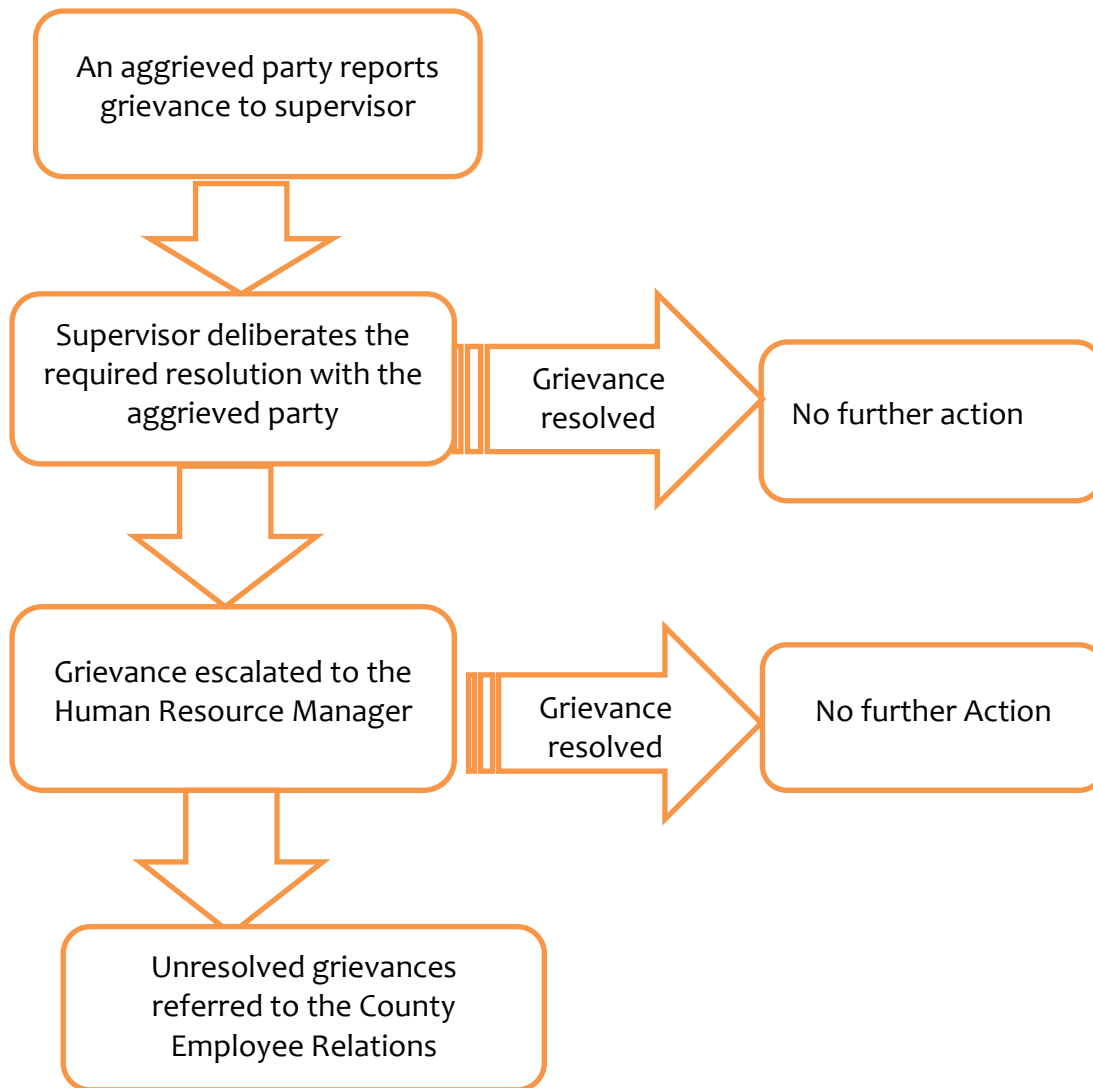 An aggrieved party reports
grievance to supervisor
Supervisor deliberates the
required resolution with the
aggrieved party
Grievance
resolved
No further action
Grievance escalated to the
Human Resource Manager
Grievance
resolved
No further Action
Unresolved grievances
referred to the County
Employee Relations